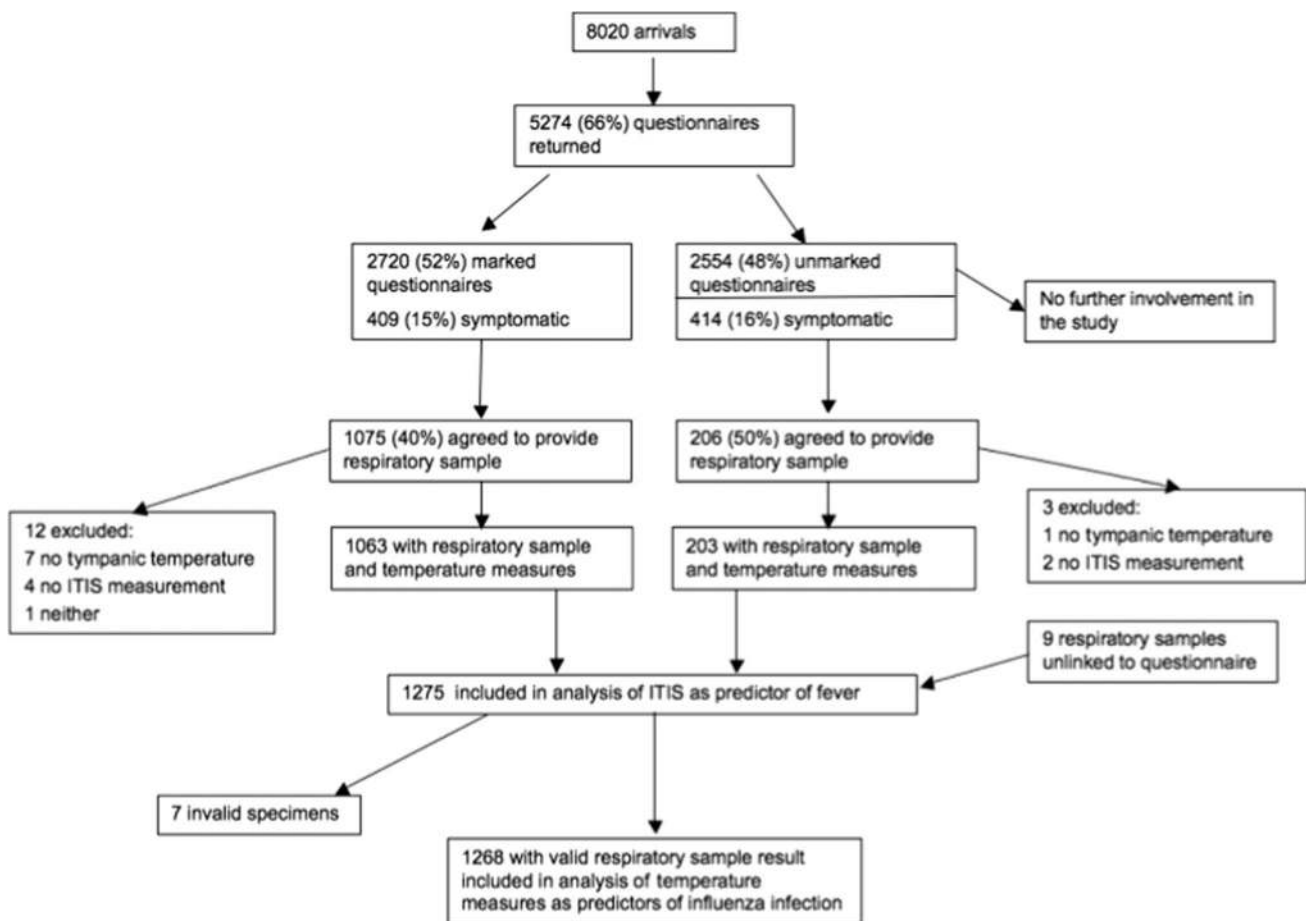 8020 arrivals
5274 (66%) questionnaires
returned
2720 (52%) marked
questionnaires
409 (15%) symptomatic
2554 (48%) unmarked
questionnaires
414 (16%) symptomatic
No further involvement in
the study
1075 (40%) agreed to provide
respiratory sample
206 (50%) agreed to provide
respiratory sample
12 excluded:
7 no tympanic temperature
4 no ITIS measurement
1 neither
1063 with respiratory sample
and temperature measures
203 with respiratory sample
and temperature measures
3 excluded:
1 no tympanic temperature
2 no ITIS measurement
9 respiratory samples
unlinked to questionnaire
1275 included in analysis of ITIS as predictor of fever
7 invalid specimens
1268 with valid respiratory sample result
included in analysis of temperature
measures as predictors of influenza infection